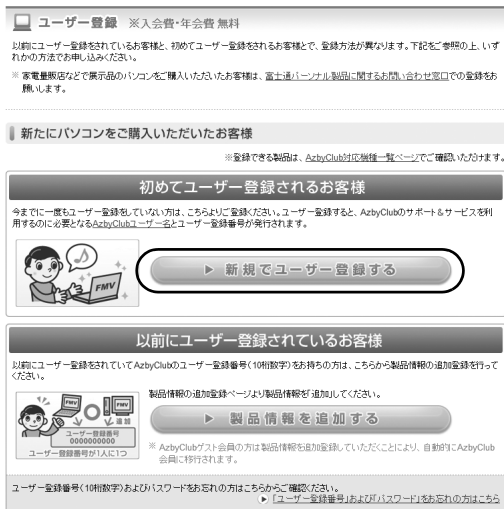 ユーザー登録 ※入会費・年会費 無料
以前にユーザー登録をされているお客様と、初めてユーザー登録をされるお客様とで、登録方法が異なります。下記をご参照の上、いず
れかの方法でお申し込みください。
※ 家電量販店などで展示品のパソコンをご購入いただいたお客様は、富士通パーソナル製品に関するお問い合わせ窓口での登録をお
願いします。
新たにパソコンをご購入いただいたお客様
※登録できる製品は、AzbyClub対応機種一覧ページでご確認いただけます。
初めてユーザー登録されるお客様
今までに一度もユーザー登録をしていない方は、こちらよりご登録ください。ユーザー登録すると、AzbyClubのサポート&サービスを利
用するのに必要となるAzbyClubユーザー名とユーザー登録番号が発行されます。
FMV
新規でユーザー登録する
以前にユーザー登録されているお客様
以前にユーザー登録をされていてAzbyClubのユーザー登録番号(10桁数字)をお持ちの方は、こちらから製品情報の追加登録を行って
ください。
製品情報の追加登録ページより製品情報を「追加」してください。
FMV
FMV
追加
ユーザー登録番号
0000000000
ユーザー登録番号が1人に1つ
製品情報を追加する
※ AzbyClubゲスト会員の方は製品情報を追加登録していただくことにより、自動的にAzbyClub
会員に移行されます。
ユーザー登録番号(10桁数字)およびパスワードをお忘れの方はこちらからご確認ください。
「ユーザー登録番号」および「パスワード」をお忘れの方はこちら